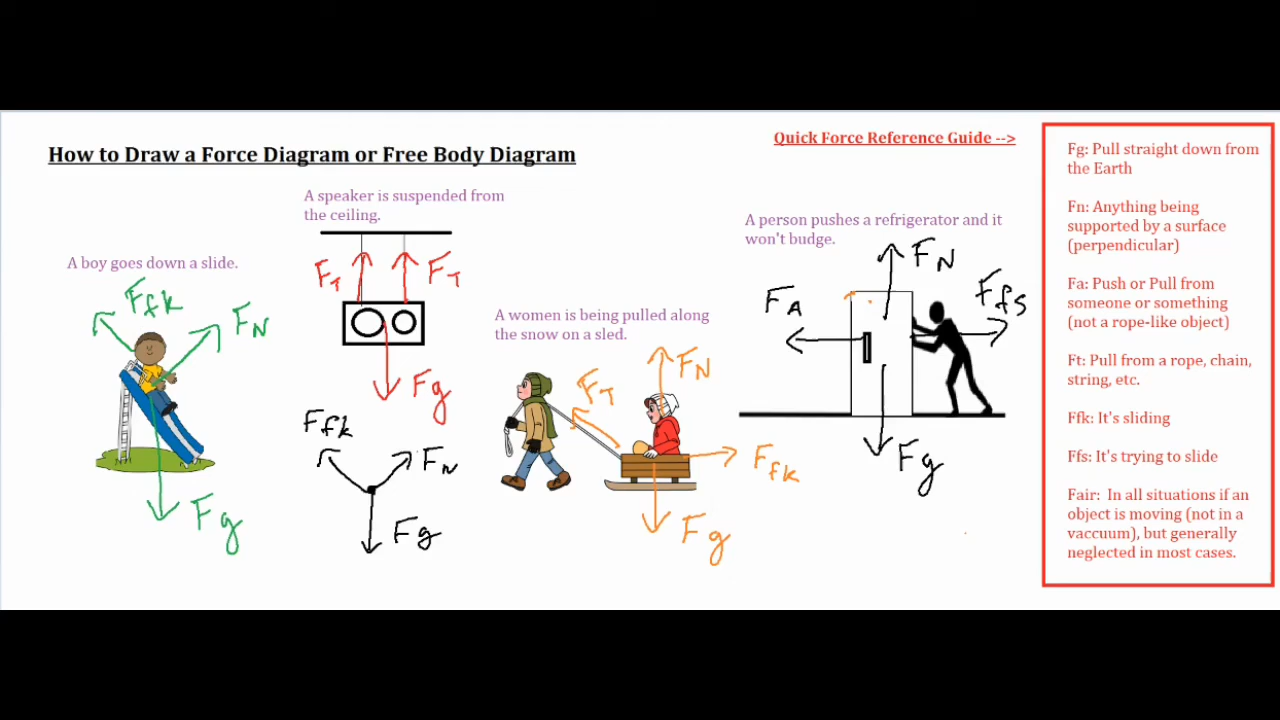 How to Draw a Force Diagram or Free Body Diagram
Quick Force Reference Guide -->
A boy goes down a slide.
Ffk
FN
Fg
A speaker is suspended from
the ceiling.
FT
FT
Fg
Ffk
FN
Fg
A women is being pulled along
the snow on a sled.
FT
FN
Ffk
Fg
A person pushes a refrigerator and it
won't budge.
FN
FA
Ffs
Fg
Fg: Pull straight down from
the Earth
Fn: Anything being
supported by a surface
(perpendicular)
Fa: Push or Pull from
someone or something
(not a rope-like object)
Ft: Pull from a rope, chain,
string, etc.
Ffk: It's sliding
Ffs: It's trying to slide
Fair: In all situations if an
object is moving (not in a
vaccuum), but generally
neglected in most cases.